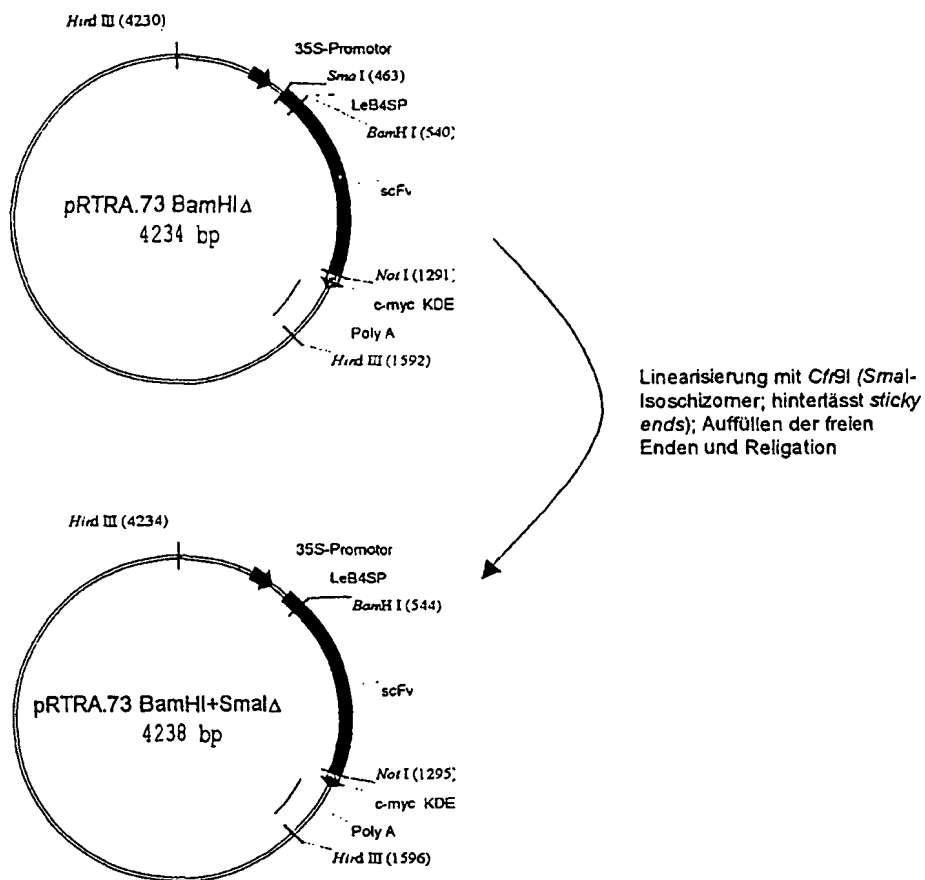 Hind III (4230)
35S-Promotor
Sma I (463)
LeB4SP
BamH I (540)
scFv
pRTRA.73 BamHI∆
4234 bp
Not I (1291)
c-myc KDE
Poly A
Hind III (1592)
Linearisierung mit Cfr9I (SmaI-
Isoschizomer; hinterlässt sticky
ends); Auffüllen der freien
Enden und Religation
Hind III (4234)
35S-Promotor
LeB4SP
BamH I (544)
scFv
pRTRA.73 BamHI+SmaI∆
4238 bp
Not I (1295)
c-myc KDE
Poly A
Hind III (1596)